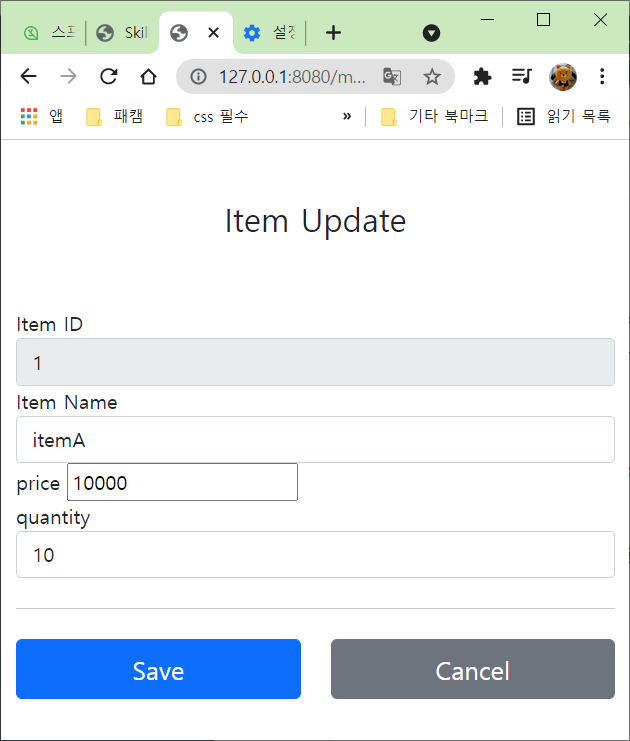 스프 Skil 설정
127.0.0.1:8080/m...
앱 패캠 css 필수 » 기타 북마크 읽기 목록
Item Update
Item ID
1
Item Name
itemA
price 10000
quantity
10
Save Cancel